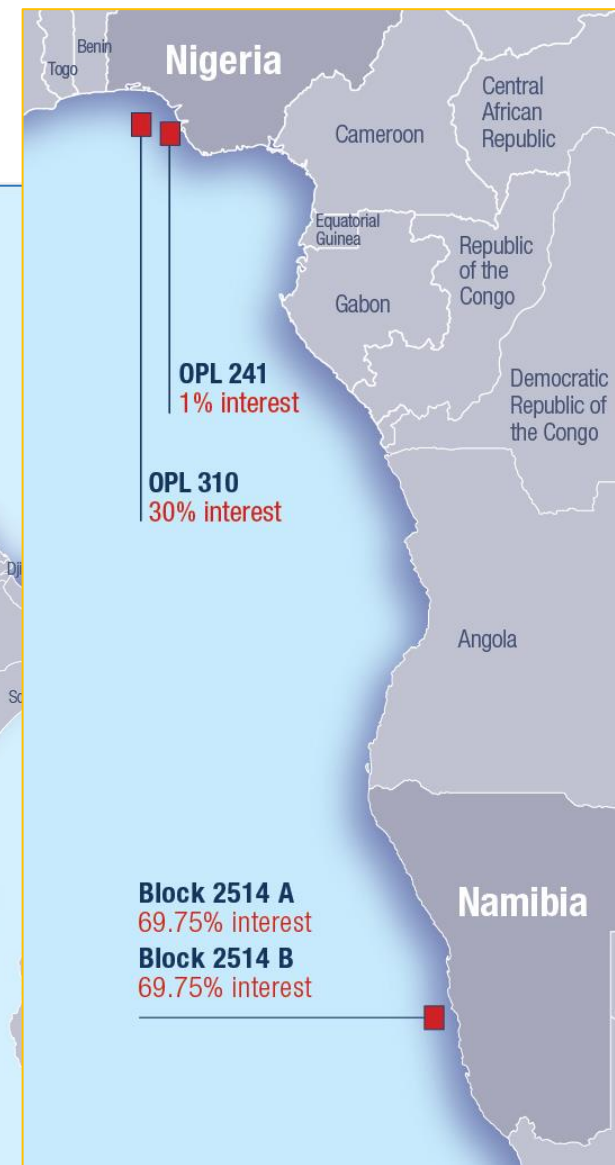 Benin
Togo
Nigeria
Central
African
Republic
Cameroon
Equatorial
Guinea
Republic
of the
Congo
Gabon
Democratic
Republic of
the Congo
OPL 241
1% interest
OPL 310
30% interest
Angola
Block 2514 A
69.75% interest
Block 2514 B
69.75% interest
Namibia